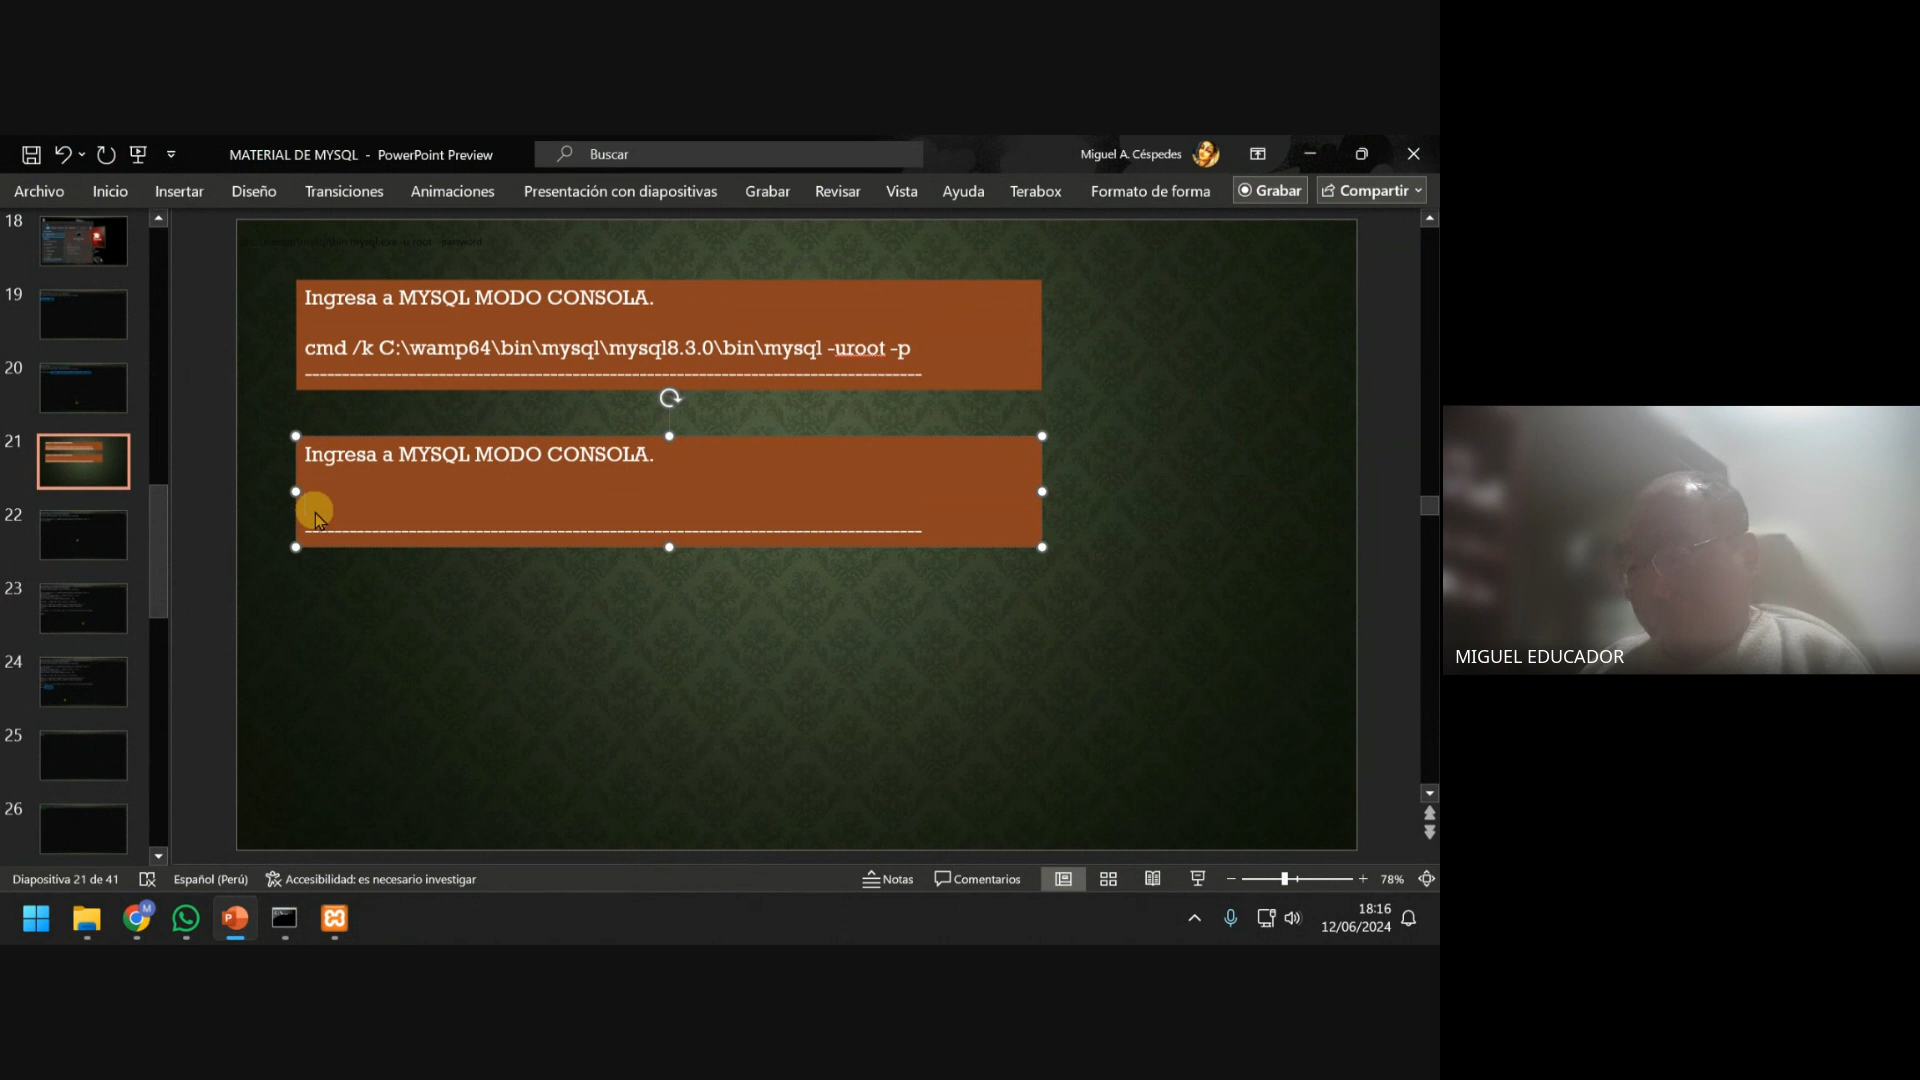 MATERIAL DE MYSQL - PowerPoint Preview
Buscar
Miguel A. Céspedes
Archivo Inicio Insertar Diseño Transiciones Animaciones Presentación con diapositivas Grabar Revisar Vista Ayuda Terabox Formato de forma Grabar Compartir
18
19
20
21
22
23
24
25
26
Ingresa a MYSQL MODO CONSOLA.
cmd /k C:\wamp64\bin\mysql\mysql8.3.0\bin\mysql -uroot -p
Ingresa a MYSQL MODO CONSOLA.
MIGUEL EDUCADOR
Diapositiva 21 de 41 Español (Perú) Accesibilidad: es necesario investigar Notas Comentarios 78%
18:16
12/06/2024